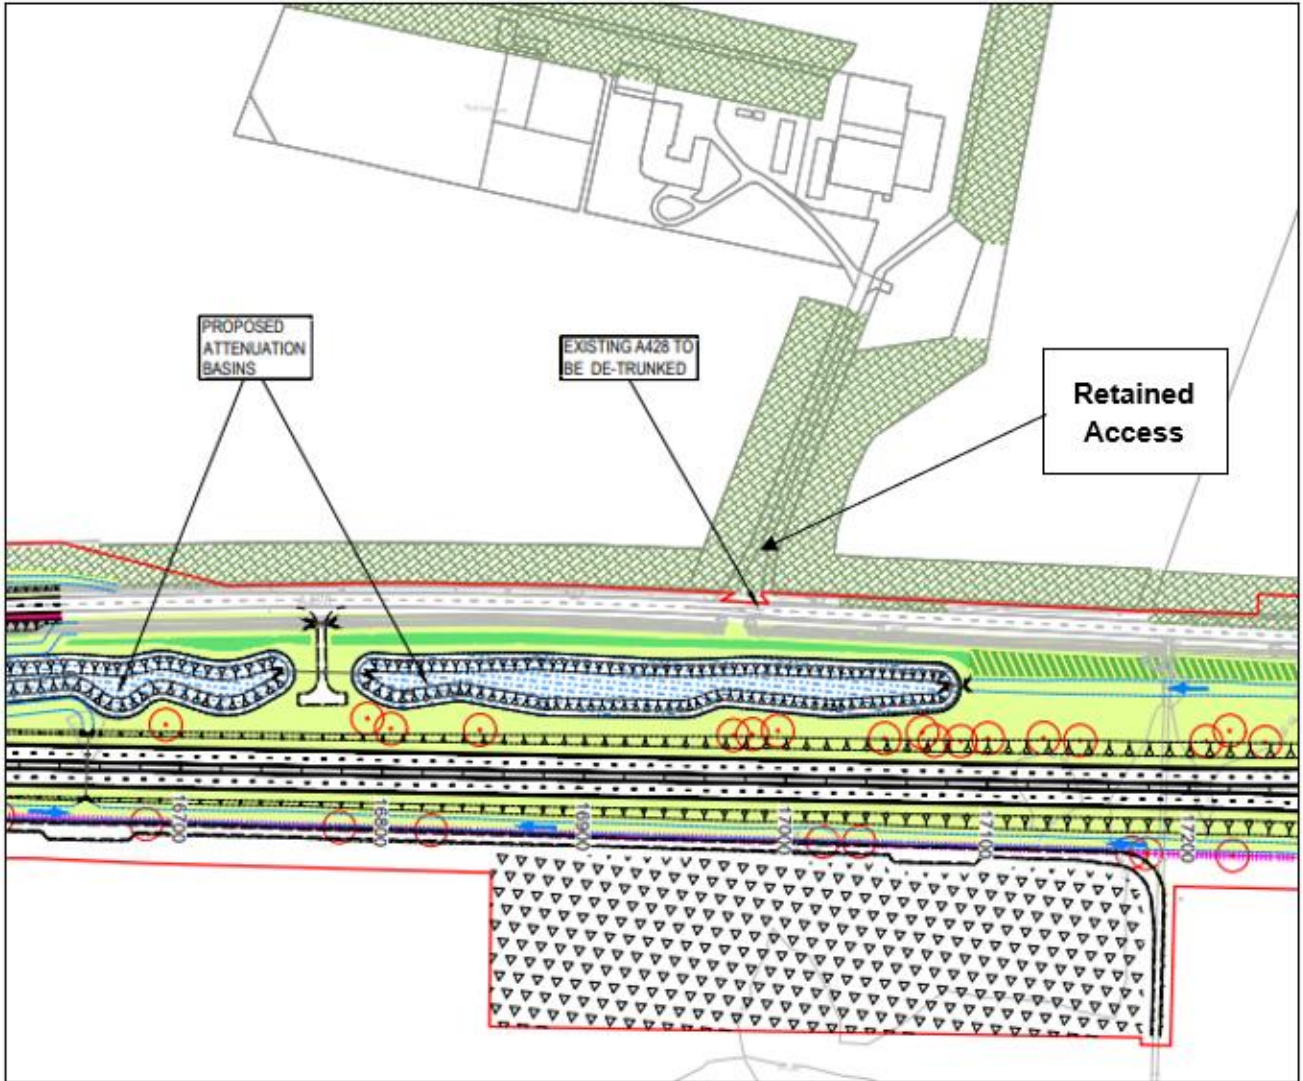 PROPOSED
ATTENUATION
BASINS
EXISTING A428 TO
BE DE-TRUNKED
Retained
Access
16700
16800
16900
17000
17100
17200